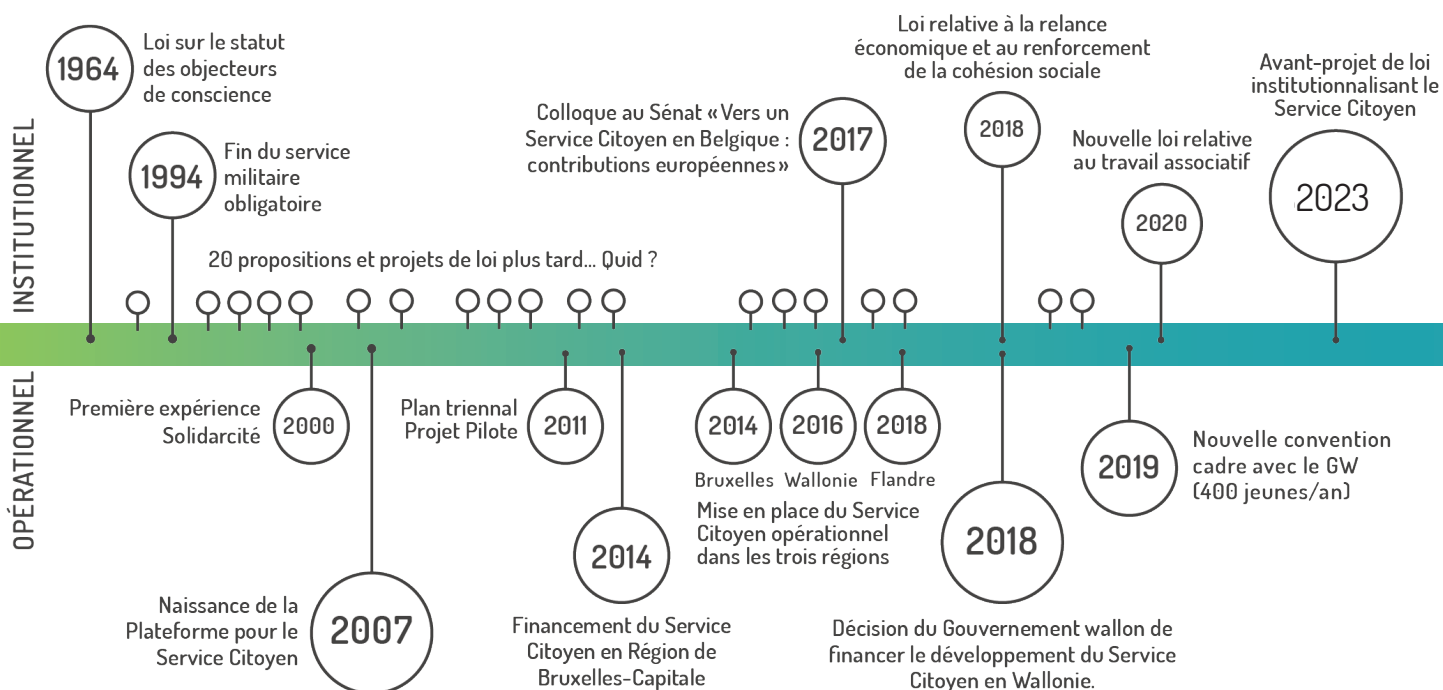 INSTITUTIONNEL
1964
Loi sur le statut
des objecteurs
de conscience
1994
Fin du service
militaire
obligatoire
20 propositions et projets de loi plus tard... Quid ?
Colloque au Sénat « Vers un
Service Citoyen en Belgique :
contributions européennes »
2017
Loi relative à la relance
économique et au renforcement
de la cohésion sociale
2018
Nouvelle loi relative
au travail associatif
2020
Avant-projet de loi
institutionnalisant le
Service Citoyen
2023
OPÉRATIONNEL
Première expérience
Solidarcité
2000
Naissance de la
Plateforme pour le
Service Citoyen
2007
Plan triennal
Projet Pilote
2011
2014
Financement du Service
Citoyen en Région de
Bruxelles-Capitale
2014
2016
2018
Bruxelles
Wallonie
Flandre
Mise en place du Service
Citoyen opérationnel
dans les trois régions
2018
Décision du Gouvernement wallon de
financer le développement du Service
Citoyen en Wallonie.
2019
Nouvelle convention
cadre avec le GW
(400 jeunes/an)